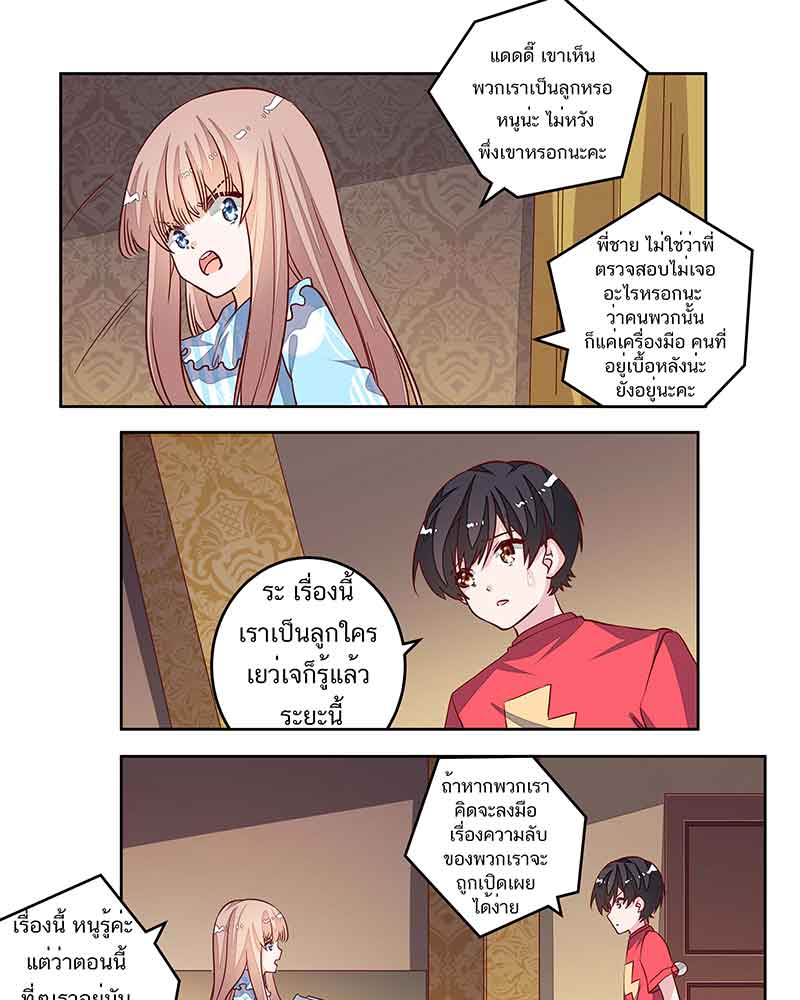 แดดดี๊ เขาเห็น
พวกเราเป็นลูกหรอ
หนูน่ะ ไม่หวัง
พึ่งเขาหรอกนะคะ
พี่ชาย ไม่ใช่ว่าพี่
ตรวจสอบไม่เจอ
อะไรหรอกนะ
ว่าคนพวกนั้น
ก็แค่เครื่องมือ คนที่
อยู่เบื้อหลังน่ะ
ยังอยู่นะคะ
ระ เรื่องนี้
เราเป็นลูกใคร
เยว่เจก็รู้แล้ว
ระยะนี้
ถ้าหากพวกเรา
คิดจะลงมือ
เรื่องความลับ
ของพวกเราจะ
ถูกเปิดเผย
ได้ง่าย
เรื่องนี้ หนูรู้ค่ะ
แต่ว่าตอนนี้